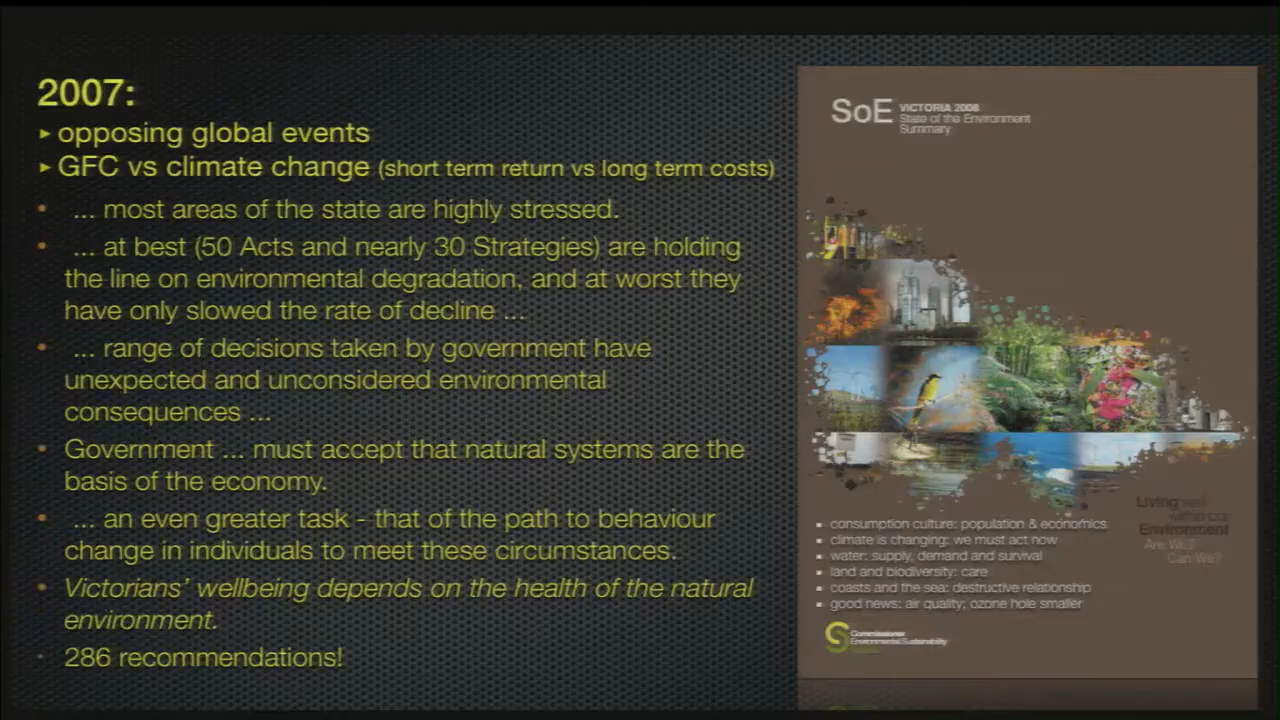 2007:
▸ opposing global events
▸ GFC vs climate change (short term return vs long term costs)
• ... most areas of the state are highly stressed.
• ... at best (50 Acts and nearly 30 Strategies) are holding
the line on environmental degradation, and at worst they
have only slowed the rate of decline ...
• ... range of decisions taken by government have
unexpected and unconsidered environmental
consequences ...
• Government ... must accept that natural systems are the
basis of the economy.
• ... an even greater task - that of the path to behaviour
change in individuals to meet these circumstances.
• Victorians’ wellbeing depends on the health of the natural
environment.
• 286 recommendations!
SoE VICTORIA 2008
State of the Environment
Summary
Living well
within our
Environment
Are We?
Can We?
▪ consumption culture: population & economics
▪ climate is changing: we must act now
▪ water: supply, demand and survival
▪ land and biodiversity: care
▪ coasts and the sea: destructive relationship
▪ good news: air quality; ozone hole smaller
Commissioner
Environmental Sustainability